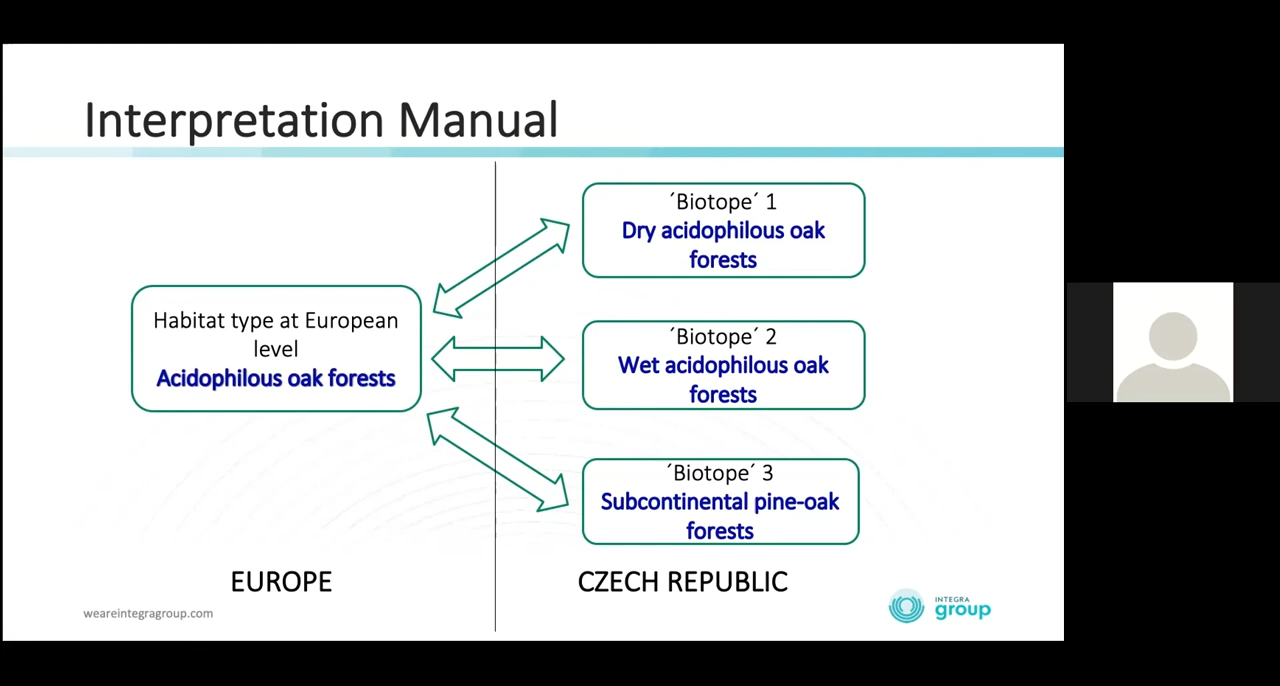 Interpretation Manual
Habitat type at European
level
Acidophilous oak forests
´Biotope´ 1
Dry acidophilous oak
forests
´Biotope´ 2
Wet acidophilous oak
forests
´Biotope´ 3
Subcontinental pine-oak
forests
EUROPE
CZECH REPUBLIC
weareintegragroup.com
INTEGRA
group